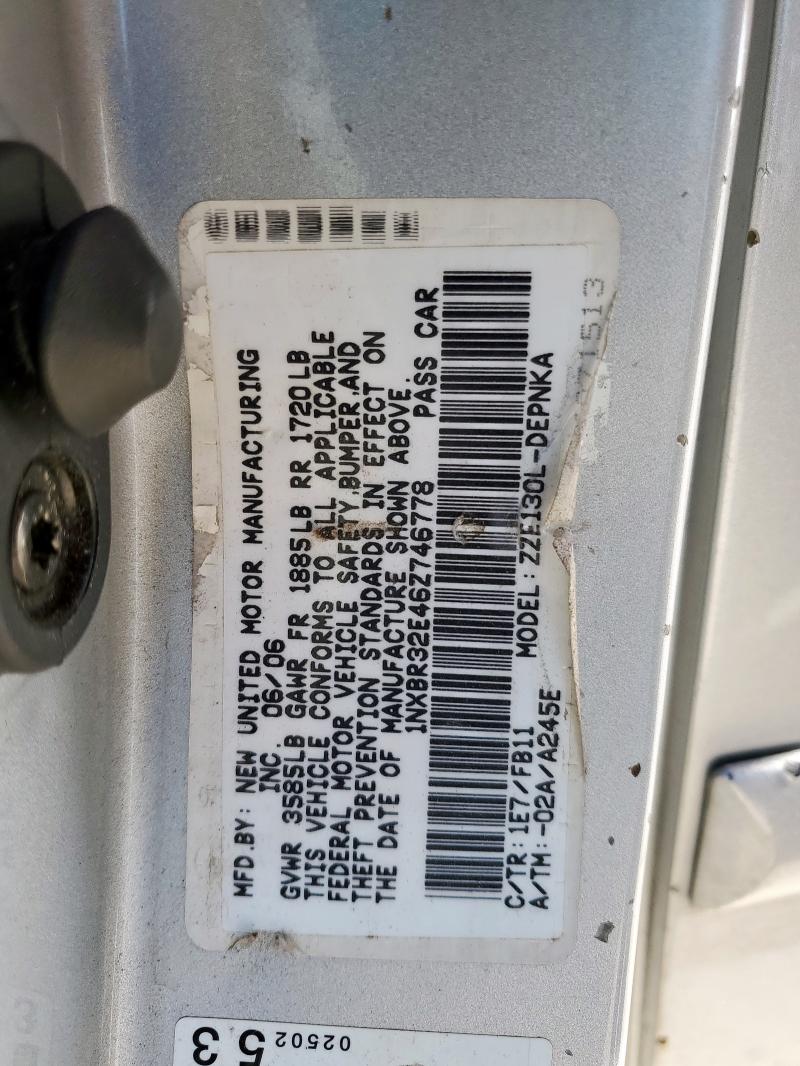 MFD.BY: NEW UNITED MOTOR MANUFACTURING
INC. 06/06
GVWR 3585LB GAWR FR 1885LB RR 1720LB
THIS VEHICLE CONFORMS TO ALL APPLICABLE
FEDERAL MOTOR VEHICLE SAFETY,BUMPER,AND
THEFT PREVENTION STANDARDS IN EFFECT ON
THE DATE OF MANUFACTURE SHOWN ABOVE.
1NXBR32E46Z746778 PASS CAR
C/TR:1E7/FB11 MODEL:ZZE130L-DEPNKA
A/TM:-02A/A245E
71513
02502
53